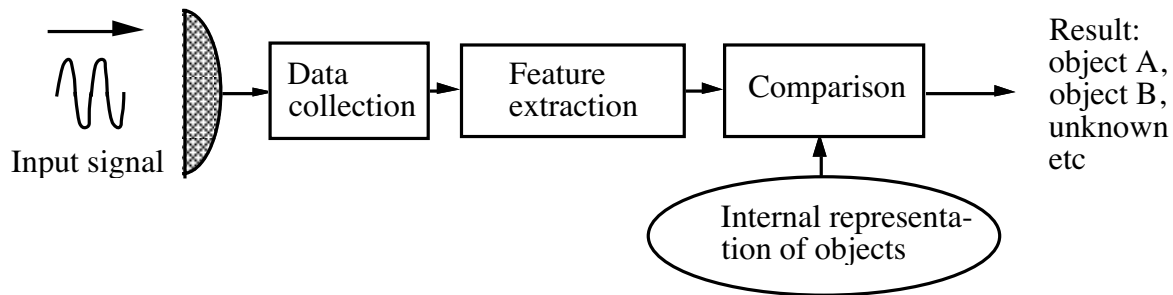 Input signal
Data
collection
Feature
extraction
Comparison
Internal representa-
tion of objects
Result:
object A,
object B,
unknown
etc